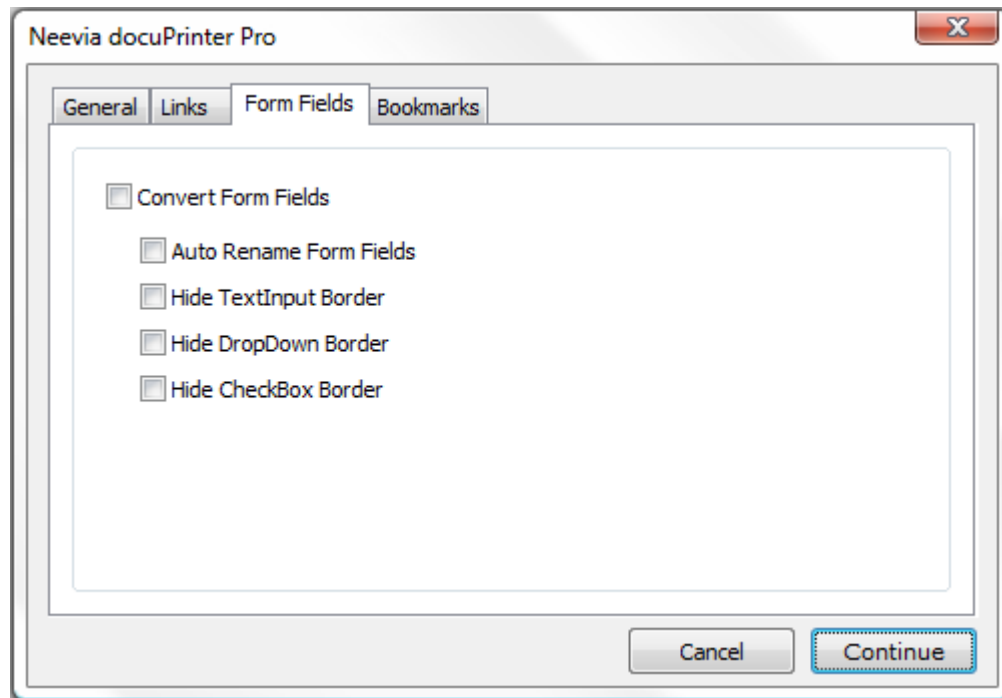 Neevia docuPrinter Pro
General Links Form Fields Bookmarks
Convert Form Fields
Auto Rename Form Fields
Hide TextInput Border
Hide DropDown Border
Hide CheckBox Border
Cancel Continue